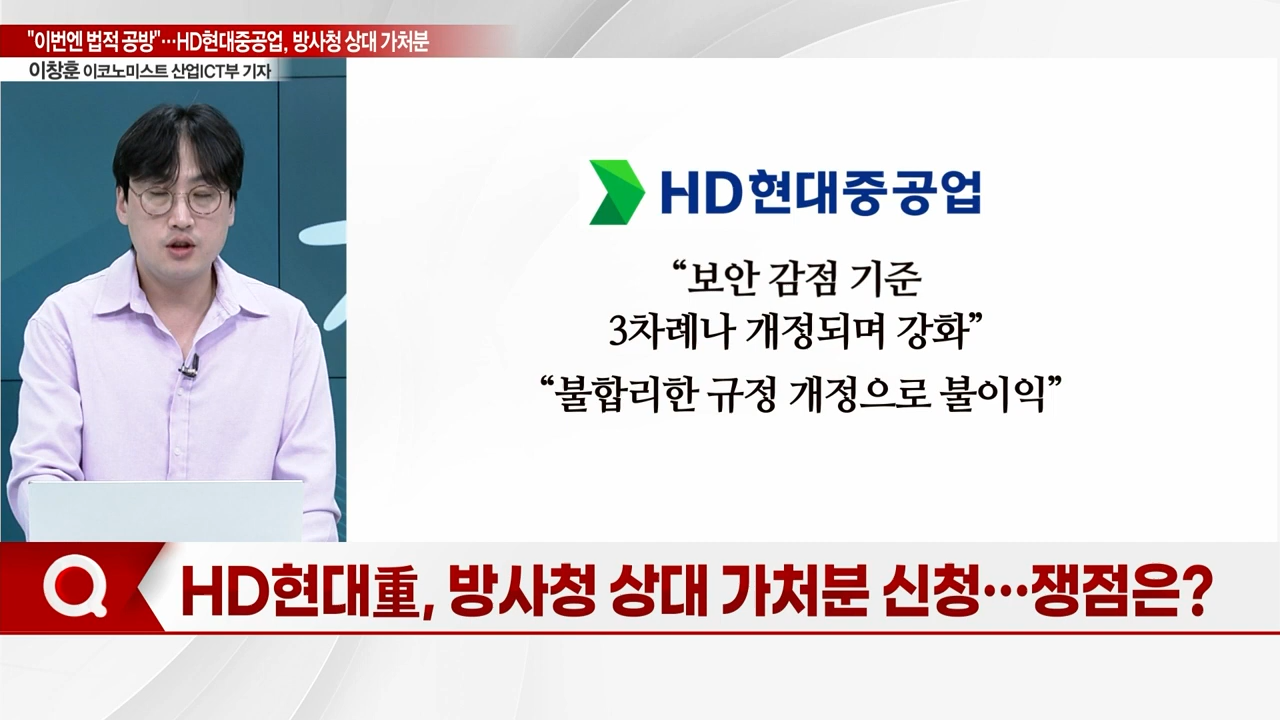 "이번엔 법적 공방"…HD현대중공업, 방사청 상대 가처분
이창훈 이코노미스트 산업ICT부 기자
HD현대중공업
“보안 감점 기준
3차례나 개정되며 강화”
“불합리한 규정 개정으로 불이익”
HD현대重, 방사청 상대 가처분 신청…쟁점은?